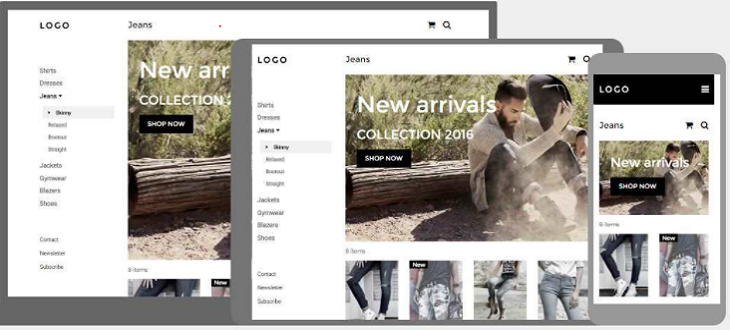 LOGO
Jeans
Shirts
Dresses
Jeans
Skinny
Relaxed
Bootcut
Straight
Jackets
Gymwear
Blazers
Shoes
Contact
Newsletter
Subscribe
New arr
COLLECTION 2
SHOP NOW
8 items
New
LOGO
Jeans
Shirts
Dresses
Jeans
Skinny
Relaxed
Bootcut
Straight
Jackets
Gymwear
Blazers
Shoes
Contact
Newsletter
Subscribe
New arrivals
COLLECTION 2016
SHOP NOW
8 items
New
LOGO
Jeans
New arrivals
SHOP NOW
8 items
New